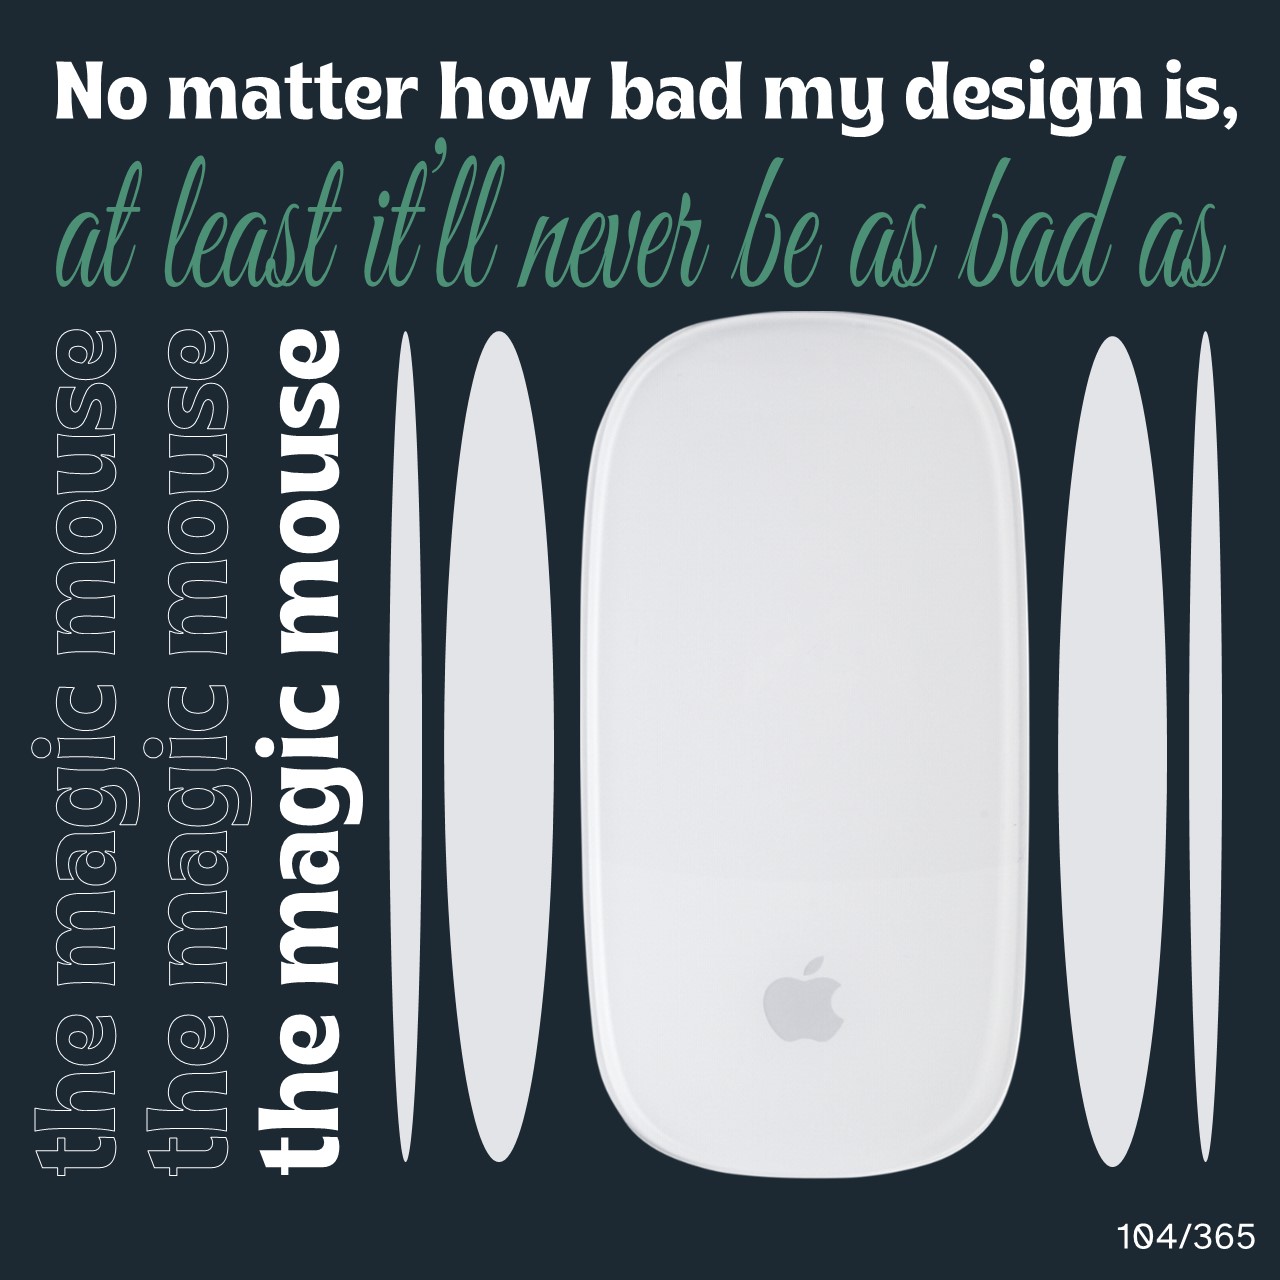 No matter how bad my design is,
at least it'll never be as bad as
the magic mouse
the magic mouse
the magic mouse
104/365